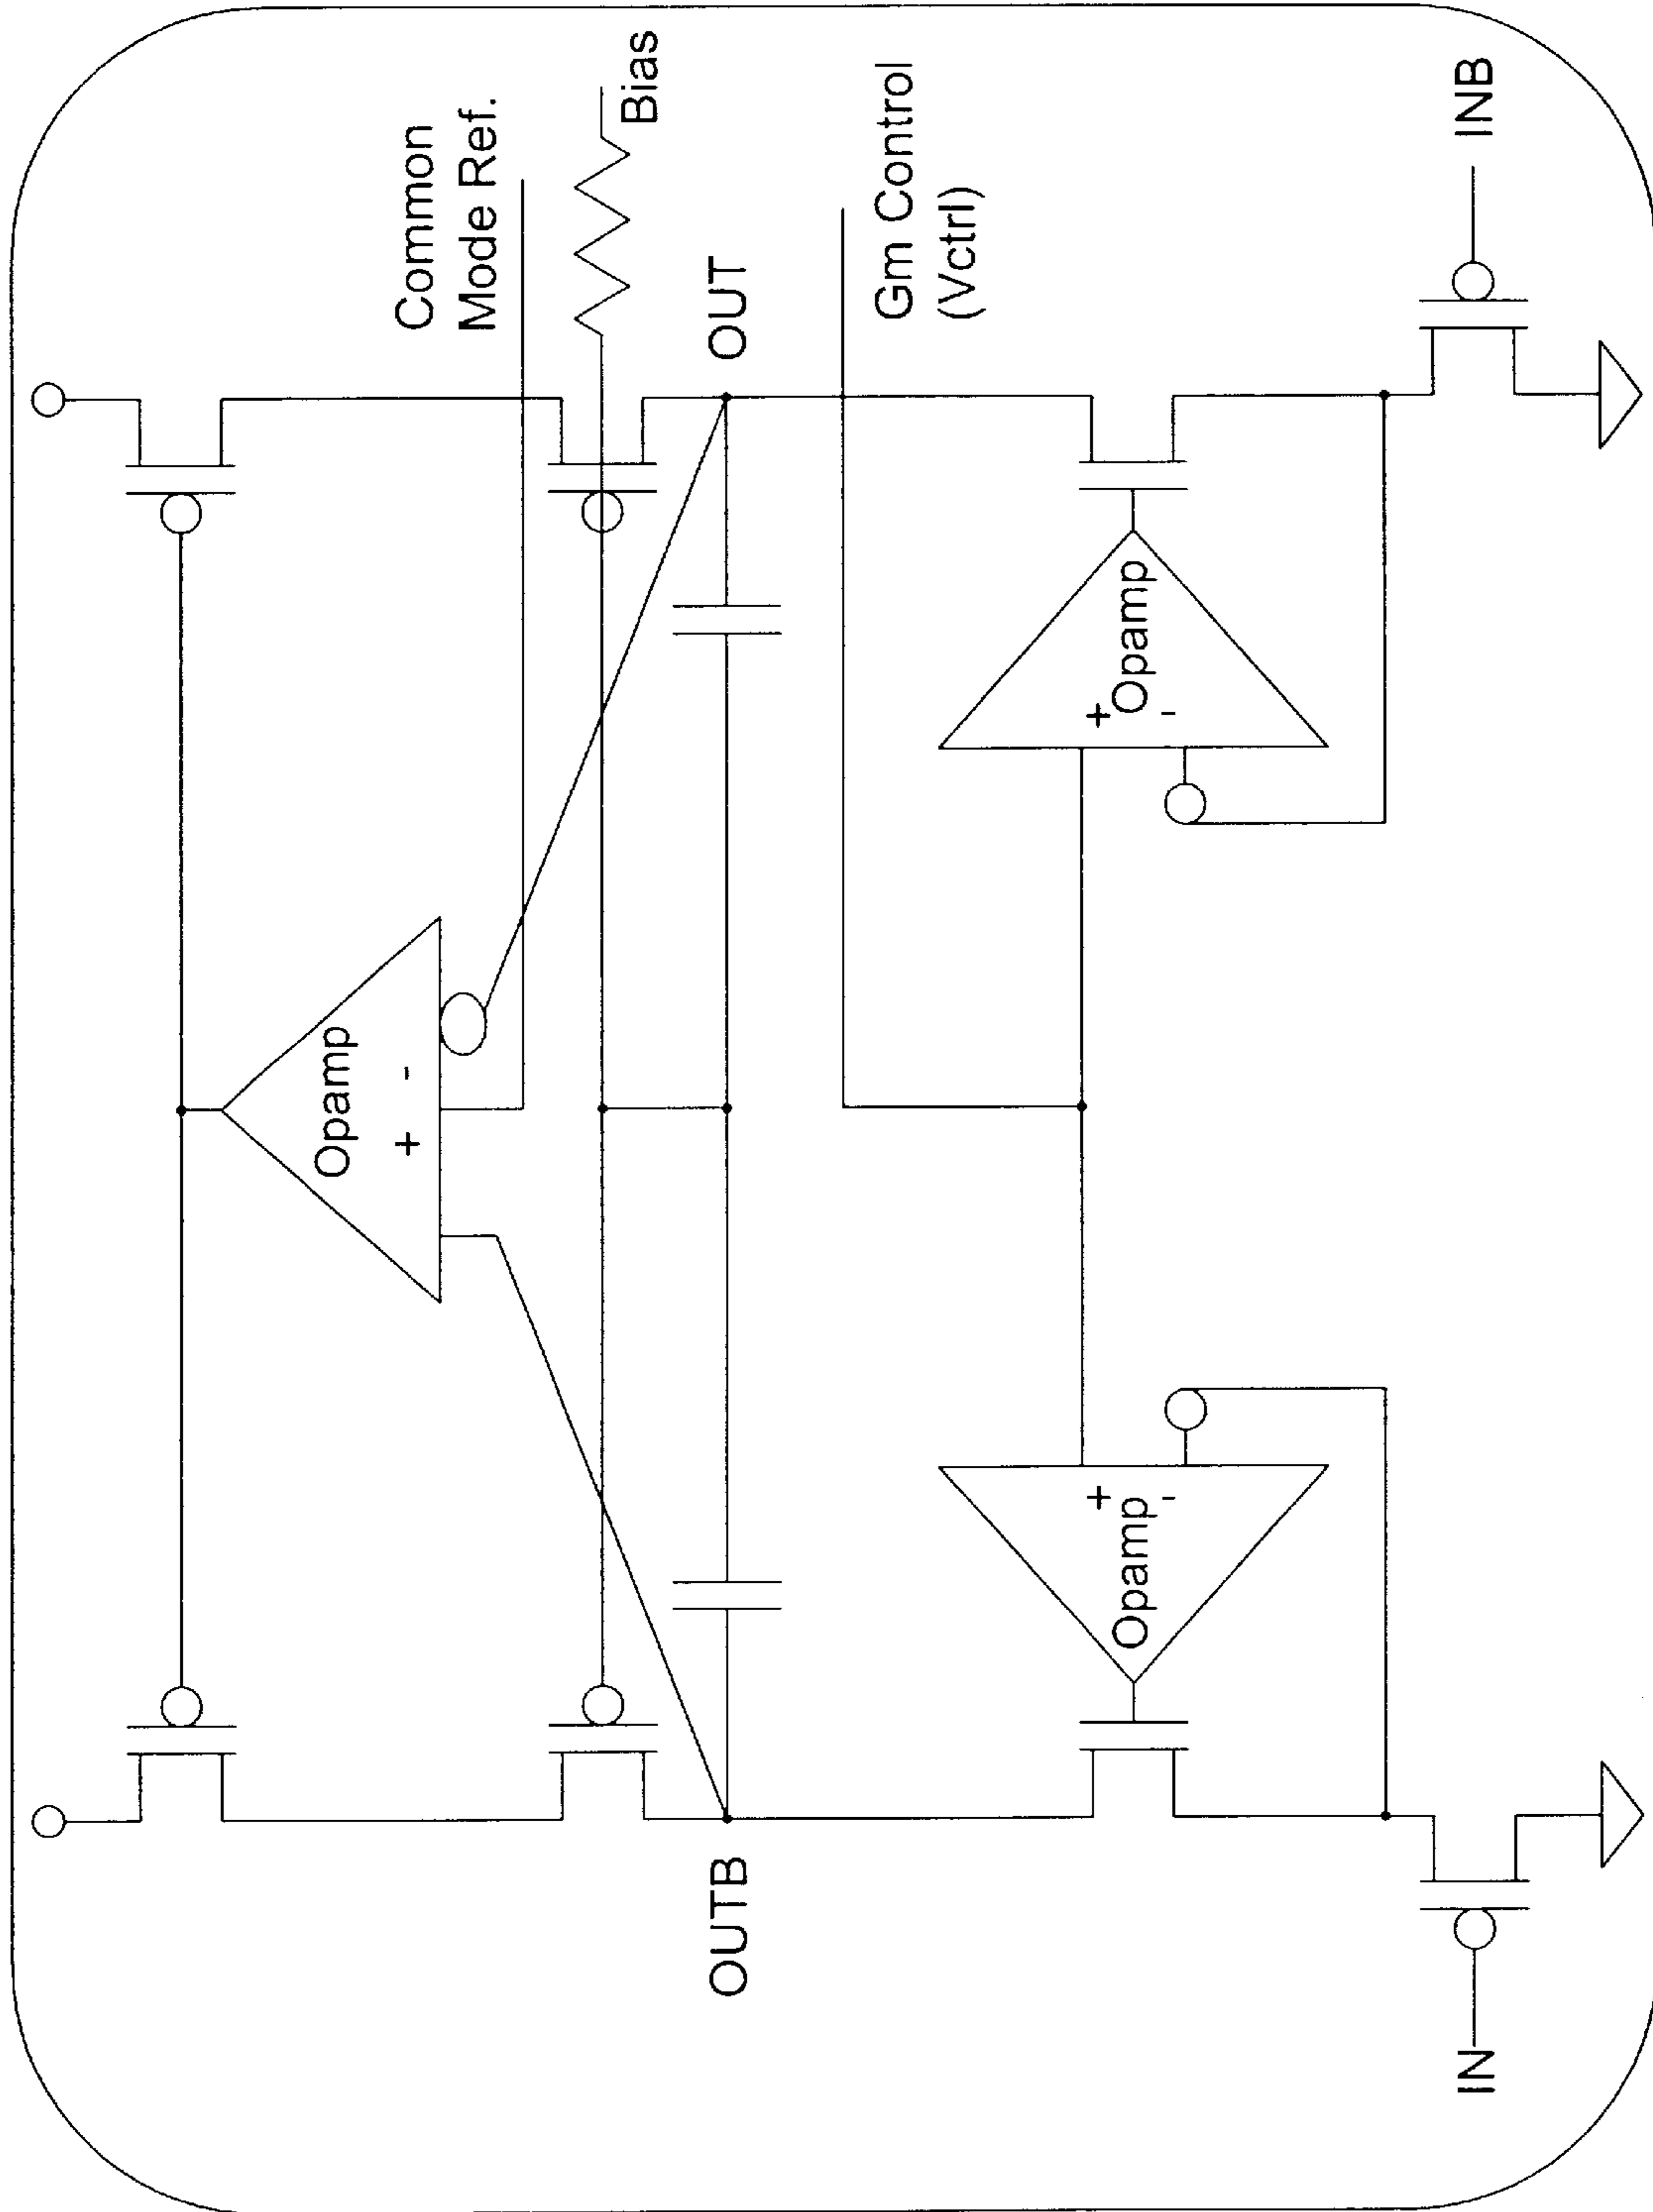 Common
Mode Ref.
Bias
Opamp
+ -
OUTB
OUT
Gm Control
(Vctrl)
Opamp
+
-
Opamp
+
-
IN
INB